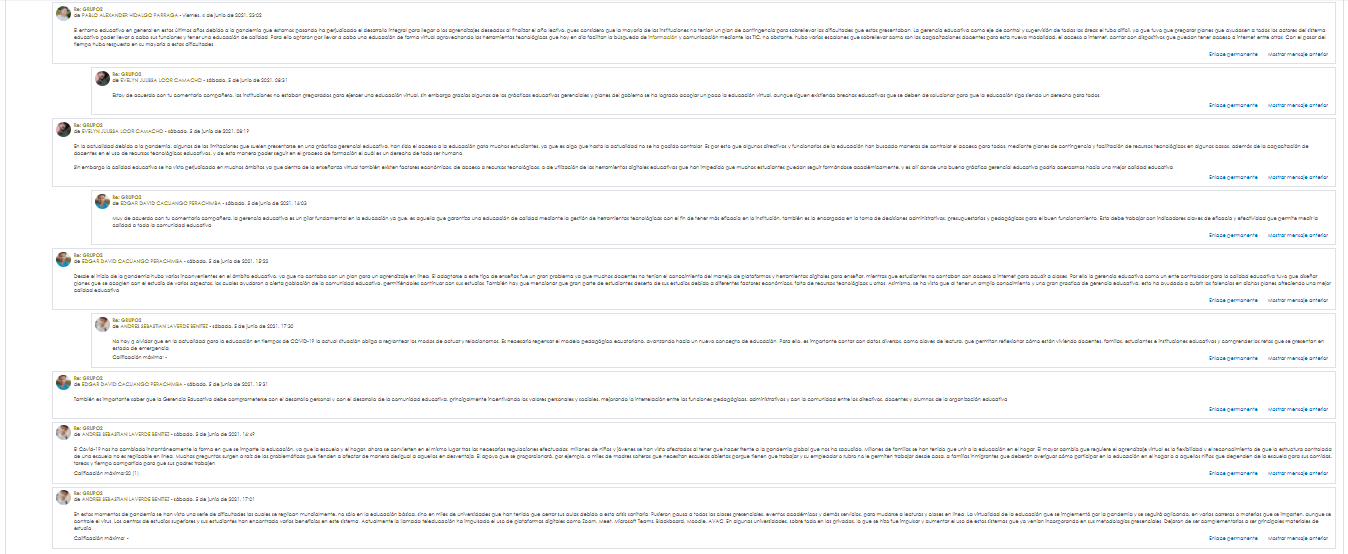 Re: GRUPO2
de PABLO ALEXANDER HIDALGO PARRAGA - viernes, 4 de junio de 2021, 23:02
El entorno educativo en general en estos últimos años debido a la pandemia que estamos pasando ha perjudicado el desarrollo integral para llegar a los aprendizajes deseados al finalizar el año lectivo, pues considero que la mayoría de las instituciones no tenían un plan de contingencia para sobrellevar las dificultades que estas presentaban. La gerencia educativa como eje de control y supervisión de todas las áreas el tuvo difícil, ya que tuvo que preparar planes que ayudasen a todos los actores del sistema
educativo poder llevar a cabo sus funciones y tener una educación de calidad. Para ello optaron por llevar a cabo una educación de forma virtual aprovechando las herramientas tecnológicas que hoy en día facilitan la búsqueda de información y comunicación mediante las TIC, no obstante, hubo varias escaseces que sobrellevar como son las capacitaciones docentes para esta nueva modalidad, el acceso a internet, contar con dispositivos que puedan tener acceso a internet entre otras. Con el pasar del
tiempo hubo respuesta en su mayoría a estas dificultades
Enlace permanente Mostrar mensaje anterior
Re: GRUPO2
de EVELYN JULISSA LOOR CAMACHO - sábado, 5 de junio de 2021, 08:31
Estoy de acuerdo con tu comentario compañero, las instituciones no estaban preparadas para ejercer una educación virtual, sin embargo gracias algunas de las prácticas educativas gerenciales y planes del gobierno se ha logrado acoplar un poco la educación virtual, aunque siguen existiendo brechas educativas que se deben de solucionar para que la educación siga siendo un derecho para todos.
Enlace permanente Mostrar mensaje anterior
Re: GRUPO2
de EVELYN JULISSA LOOR CAMACHO - sábado, 5 de junio de 2021, 08:19
En la actualidad debido a la pandemia, algunas de las limitaciones que suelen presentarse en una práctica gerencial educativa, han sido el acceso a la educación para muchos estudiantes, ya que es algo que hasta la actualidad no se ha podido controlar. Es por esto que algunos directivos y funcionarios de la educación han buscado maneras de controlar el acceso para todos, mediante planes de contingencia y facilitación de recursos tecnológicos en algunos casos, además de la capacitación de
docentes en el uso de recursos tecnológicos educativos, y de esta manera poder seguir en el proceso de formación el cuál es un derecho de todo ser humano.
Sin embargo la calidad educativa se ha visto perjudicada en muchos ámbitos ya que dentro de la enseñanza virtual también existen factores económicos, de acceso a recursos tecnológicos, o de utilización de las herramientas digitales educativas que han impedido que muchos estudiantes puedan seguir formándose académicamente, y es allí donde una buena práctica gerencial educativa podría acercarnos hacia una mejor calidad educativa.
Enlace permanente Mostrar mensaje anterior
Re: GRUPO2
de EDGAR DAVID CACUANGO PERACHIMBA - sábado, 5 de junio de 2021, 14:03
Muy de acuerdo con tu comentario compañera, la gerencia educativa es un pilar fundamental en la educación ya que, es aquella que garantiza una educación de calidad mediante la gestión de herramientas tecnológicas con el fin de tener más eficacia en la institución, también es la encargada en la toma de decisiones administrativas, presupuestarias y pedagógicas para el buen funcionamiento. Esta debe trabajar con indicadores claves de eficacia y efectividad que permita medir la
calidad a toda la comunidad educativa
Enlace permanente Mostrar mensaje anterior
Re: GRUPO2
de EDGAR DAVID CACUANGO PERACHIMBA - sábado, 5 de junio de 2021, 15:23
Desde el inicio de la pandemia hubo varios inconvenientes en el ámbito educativo, ya que no contaba con un plan para un aprendizaje en línea. El adaptarse a este tipo de enseñas fue un gran problema ya que muchos docentes no tenían el conocimiento del manejo de plataformas y herramientas digitales para enseñar, mientras que estudiantes no contaban con acceso a internet para acudir a clases. Por ello la gerencia educativa como un ente controlador para la calidad educativa tuvo que diseñar
planes que se acoplen con el estudio de varios aspectos, los cuales ayudaron a cierta población de la comunidad educativa, permitiéndoles continuar con sus estudios. También hay que mencionar que gran parte de estudiantes deserto de sus estudios debido a diferentes factores económicos, falta de recursos tecnológicos u otros. Asimismo, se ha visto que al tener un amplio conocimiento y una gran práctica de gerencia educativa, esto ha ayudado a cubrir las falencias en dichos planes ofreciendo una mejor
calidad educativa
Enlace permanente Mostrar mensaje anterior
Re: GRUPO2
de ANDRES SEBASTIAN LAVERDE BENITEZ - sábado, 5 de junio de 2021, 17:20
No hay q olvidar que en la actualidad para la educación en tiempos de COVID-19 la actual situación obliga a replantear los modos de actuar y relacionarnos. Es necesario repensar el modelo pedagógico ecuatoriano, avanzando hacia un nuevo concepto de educación. Para ello, es importante contar con datos diversos, como claves de lectura, que permitan reflexionar cómo están viviendo docentes, familias, estudiantes e instituciones educativas y comprender los retos que se presentan en
estado de emergencia.
Calificación máxima: -
Enlace permanente Mostrar mensaje anterior
Re: GRUPO2
de EDGAR DAVID CACUANGO PERACHIMBA - sábado, 5 de junio de 2021, 15:31
También es importante saber que la Gerencia Educativa debe comprometerse con el desarrollo personal y con el desarrollo de la comunidad educativa, principalmente incentivando los valores personales y sociales, mejorando la interrelación entre las funciones pedagógicas, administrativas y con la comunidad entre los directivos, docentes y alumnos de la organización educativa
Enlace permanente Mostrar mensaje anterior
Re: GRUPO2
de ANDRES SEBASTIAN LAVERDE BENITEZ - sábado, 5 de junio de 2021, 16:49
El Covid-19 nos ha cambiado instantáneamente la forma en que se imparte la educación, ya que la escuela y el hogar, ahora se convierten en el mismo lugar tras las necesarias regulaciones efectuadas, millones de niños y jóvenes se han visto afectados al tener que hacer frente a la pandemia global que nos ha sacudido. Millones de familias se han tenido que unir a la educación en el hogar. El mayor cambio que requiere el aprendizaje virtual es la flexibilidad y el reconocimiento de que la estructura controlada
de una escuela no es replicable en línea. Muchas preguntas surgen a raíz de las problemáticas que tienden a afectar de manera desigual a aquellos en desventaja. El apoyo que se proporcionará, por ejemplo, a miles de madres solteras que necesitan escuelas abiertas porque tienen que trabajar y su empleador o rubro no le permiten trabajar desde casa, a familias inmigrantes que deberán averiguar cómo participar en la educación en el hogar o a aquellos niños que dependen de la escuela para sus comidas,
tareas y tiempo compartido para que sus padres trabajen
Calificación máxima:20 (1)
Enlace permanente Mostrar mensaje anterior
Re: GRUPO2
de ANDRES SEBASTIAN LAVERDE BENITEZ - sábado, 5 de junio de 2021, 17:01
En estos momentos de pandemia se han visto una serie de dificultades las cuales se replican mundialmente, no sólo en la educación básica, sino en miles de universidades que han tenido que cerrar sus aulas debido a esta crisis sanitaria. Pusieron pausa a todas las clases presenciales, eventos académicos y demás servicios, para mudarse a lecturas y clases en línea. La virtualidad de la educación que se implementó por la pandemia y se seguirá aplicando, en varias carreras o materias que se imparten, aunque se
controle el virus. Los centros de estudios superiores y sus estudiantes han encontrado varios beneficios en este sistema. Actualmente la llamada teleducación ha impulsado el uso de plataformas digitales como Zoom, Meet, Microsoft Teams, Blackboard, Moodle, AVAC. En algunas universidades, sobre todo en las privadas, lo que se hizo fue impulsar y aumentar el uso de estos sistemas que ya venían incorporando en sus metodologías presenciales. Dejaron de ser complementarios a ser principales materiales de
estudio
Calificación máxima: -
Enlace permanente Mostrar mensaje anterior